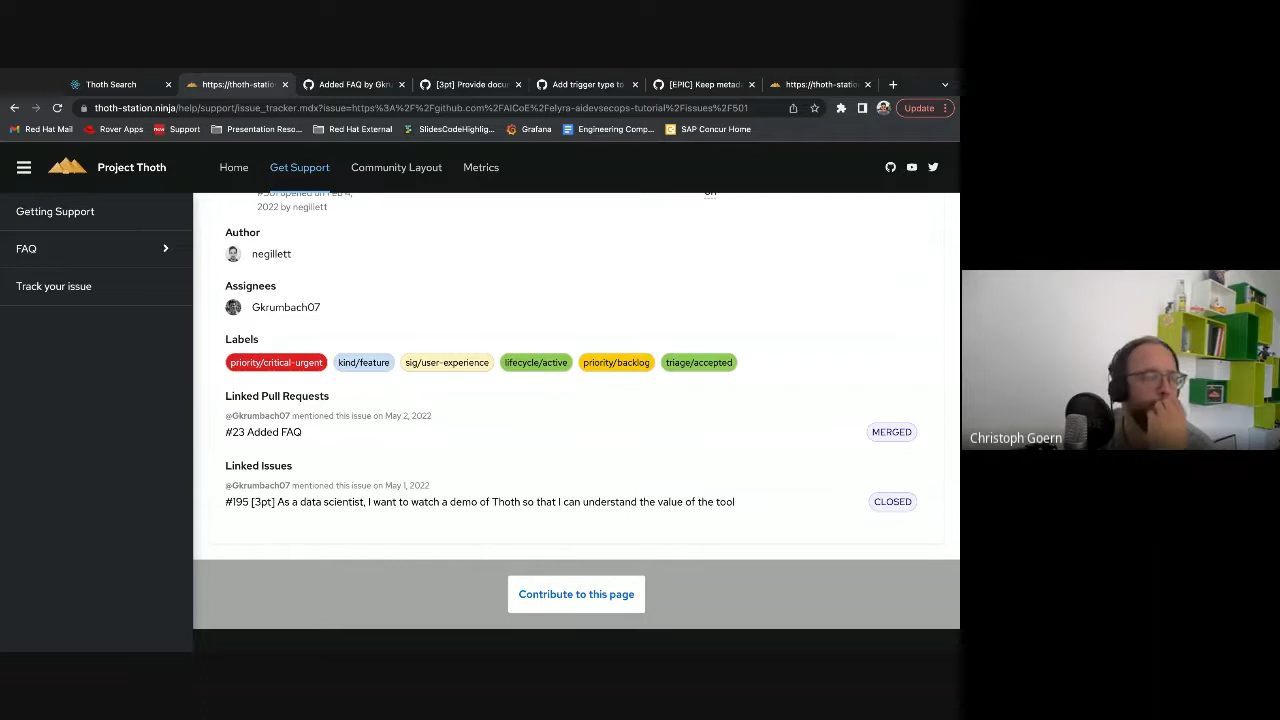 Thoth Search
https://thoth-station
Added FAQ by Gkru
[3pt] Provide docu
Add trigger type to
[EPIC] Keep metada
https://thoth-station
thoth-station.ninja/help/support/issue_tracker.mdx?issue=https%3A%2F%2Fgithub.com%2FAICoE%2Felyra-aidevsecops-tutorial%2Fissues%2F501
Update
Red Hat Mail
Rover Apps
Support
Presentation Reso...
Red Hat External
SlidesCodeHighlig...
Grafana
Engineering Comp...
SAP Concur Home
Project Thoth
Home
Get Support
Community Layout
Metrics
Getting Support
FAQ
Track your issue
2022 by negillett
Author
negillett
Assignees
Gkrumbach07
Labels
priority/critical-urgent
kind/feature
sig/user-experience
lifecycle/active
priority/backlog
triage/accepted
Linked Pull Requests
@Gkrumbach07 mentioned this issue on May 2, 2022
#23 Added FAQ
MERGED
Linked Issues
@Gkrumbach07 mentioned this issue on May 1, 2022
#195 [3pt] As a data scientist, I want to watch a demo of Thoth so that I can understand the value of the tool
CLOSED
Contribute to this page
Christoph Goern